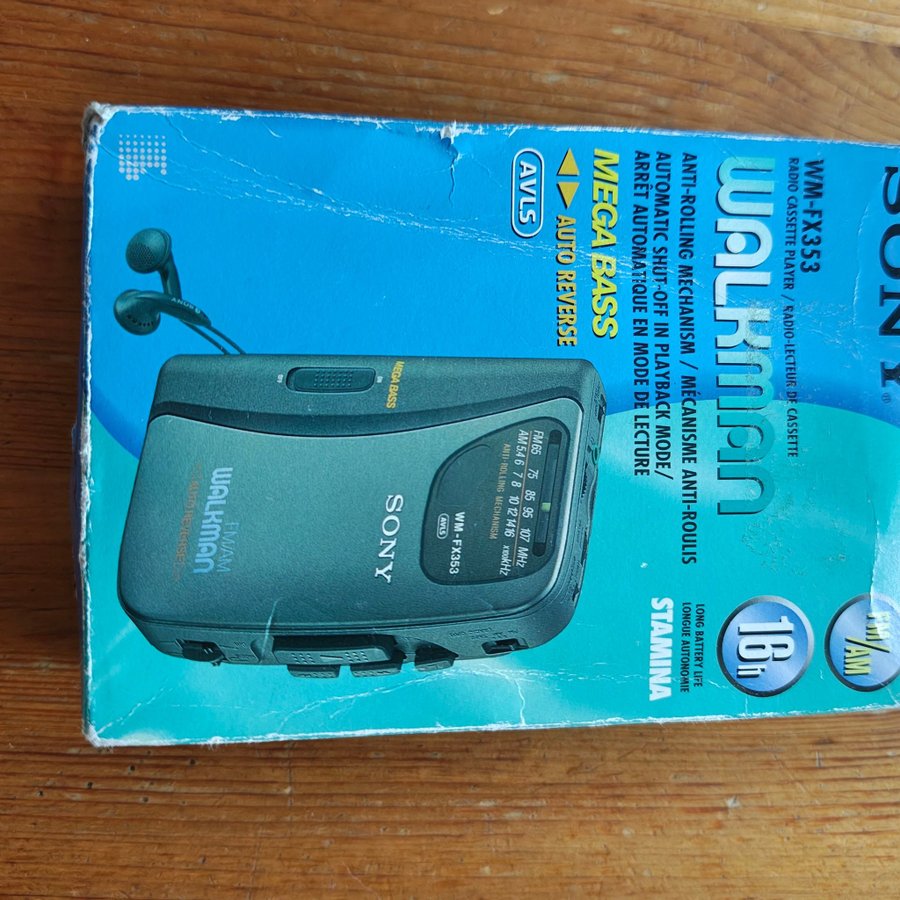 SONY®
WM-FX353
RADIO CASSETTE PLAYER / RADIO-LECTEUR DE CASSETTE
WALKMAN
ANTI-ROLLING MECHANISM / MÉCANISME ANTI-ROULIS
AUTOMATIC SHUT-OFF IN PLAYBACK MODE/
ARRÊT AUTOMATIQUE EN MODE DE LECTURE
MEGA BASS
AUTO REVERSE
AVLS
FM/AM
16h
LONG BATTERY LIFE
LONGUE AUTONOMIE
STAMINA
FM 65 75 85 95 107 MHz
AM 5.4 6 7 8 10 12 14 16 x100kHz
ANTI-ROLLING MECHANISM
WM-FX353
AVLS
SONY
MEGA BASS
FM/AM
WALKMAN
AUTO REVERSE
SONY